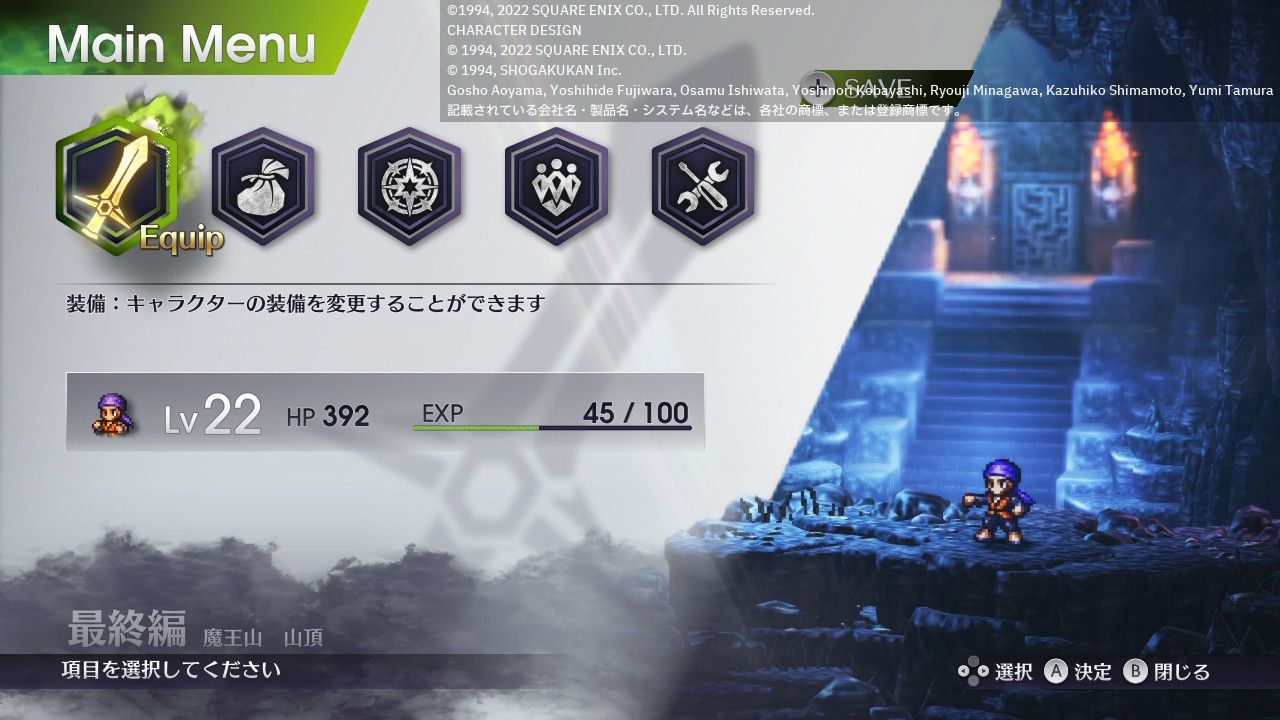 Main Menu
©1994, 2022 SQUARE ENIX CO., LTD. All Rights Reserved.
CHARACTER DESIGN
© 1994, 2022 SQUARE ENIX CO., LTD.
© 1994, SHOGAKUKAN Inc.
Gosho Aoyama, Yoshihide Fujiwara, Osamu Ishiwata, Yoshinori Kobayashi, Ryouji Minagawa, Kazuhiko Shimamoto, Yumi Tamura
記載されている会社名・製品名・システム名などは、各社の商標、または登録商標です。
SAVE
Equip
装備：キャラクターの装備を変更することができます
Lv 22 HP 392 EXP 45 / 100
最終編 魔王山 山頂
項目を選択してください
選択 A 決定 B 閉じる